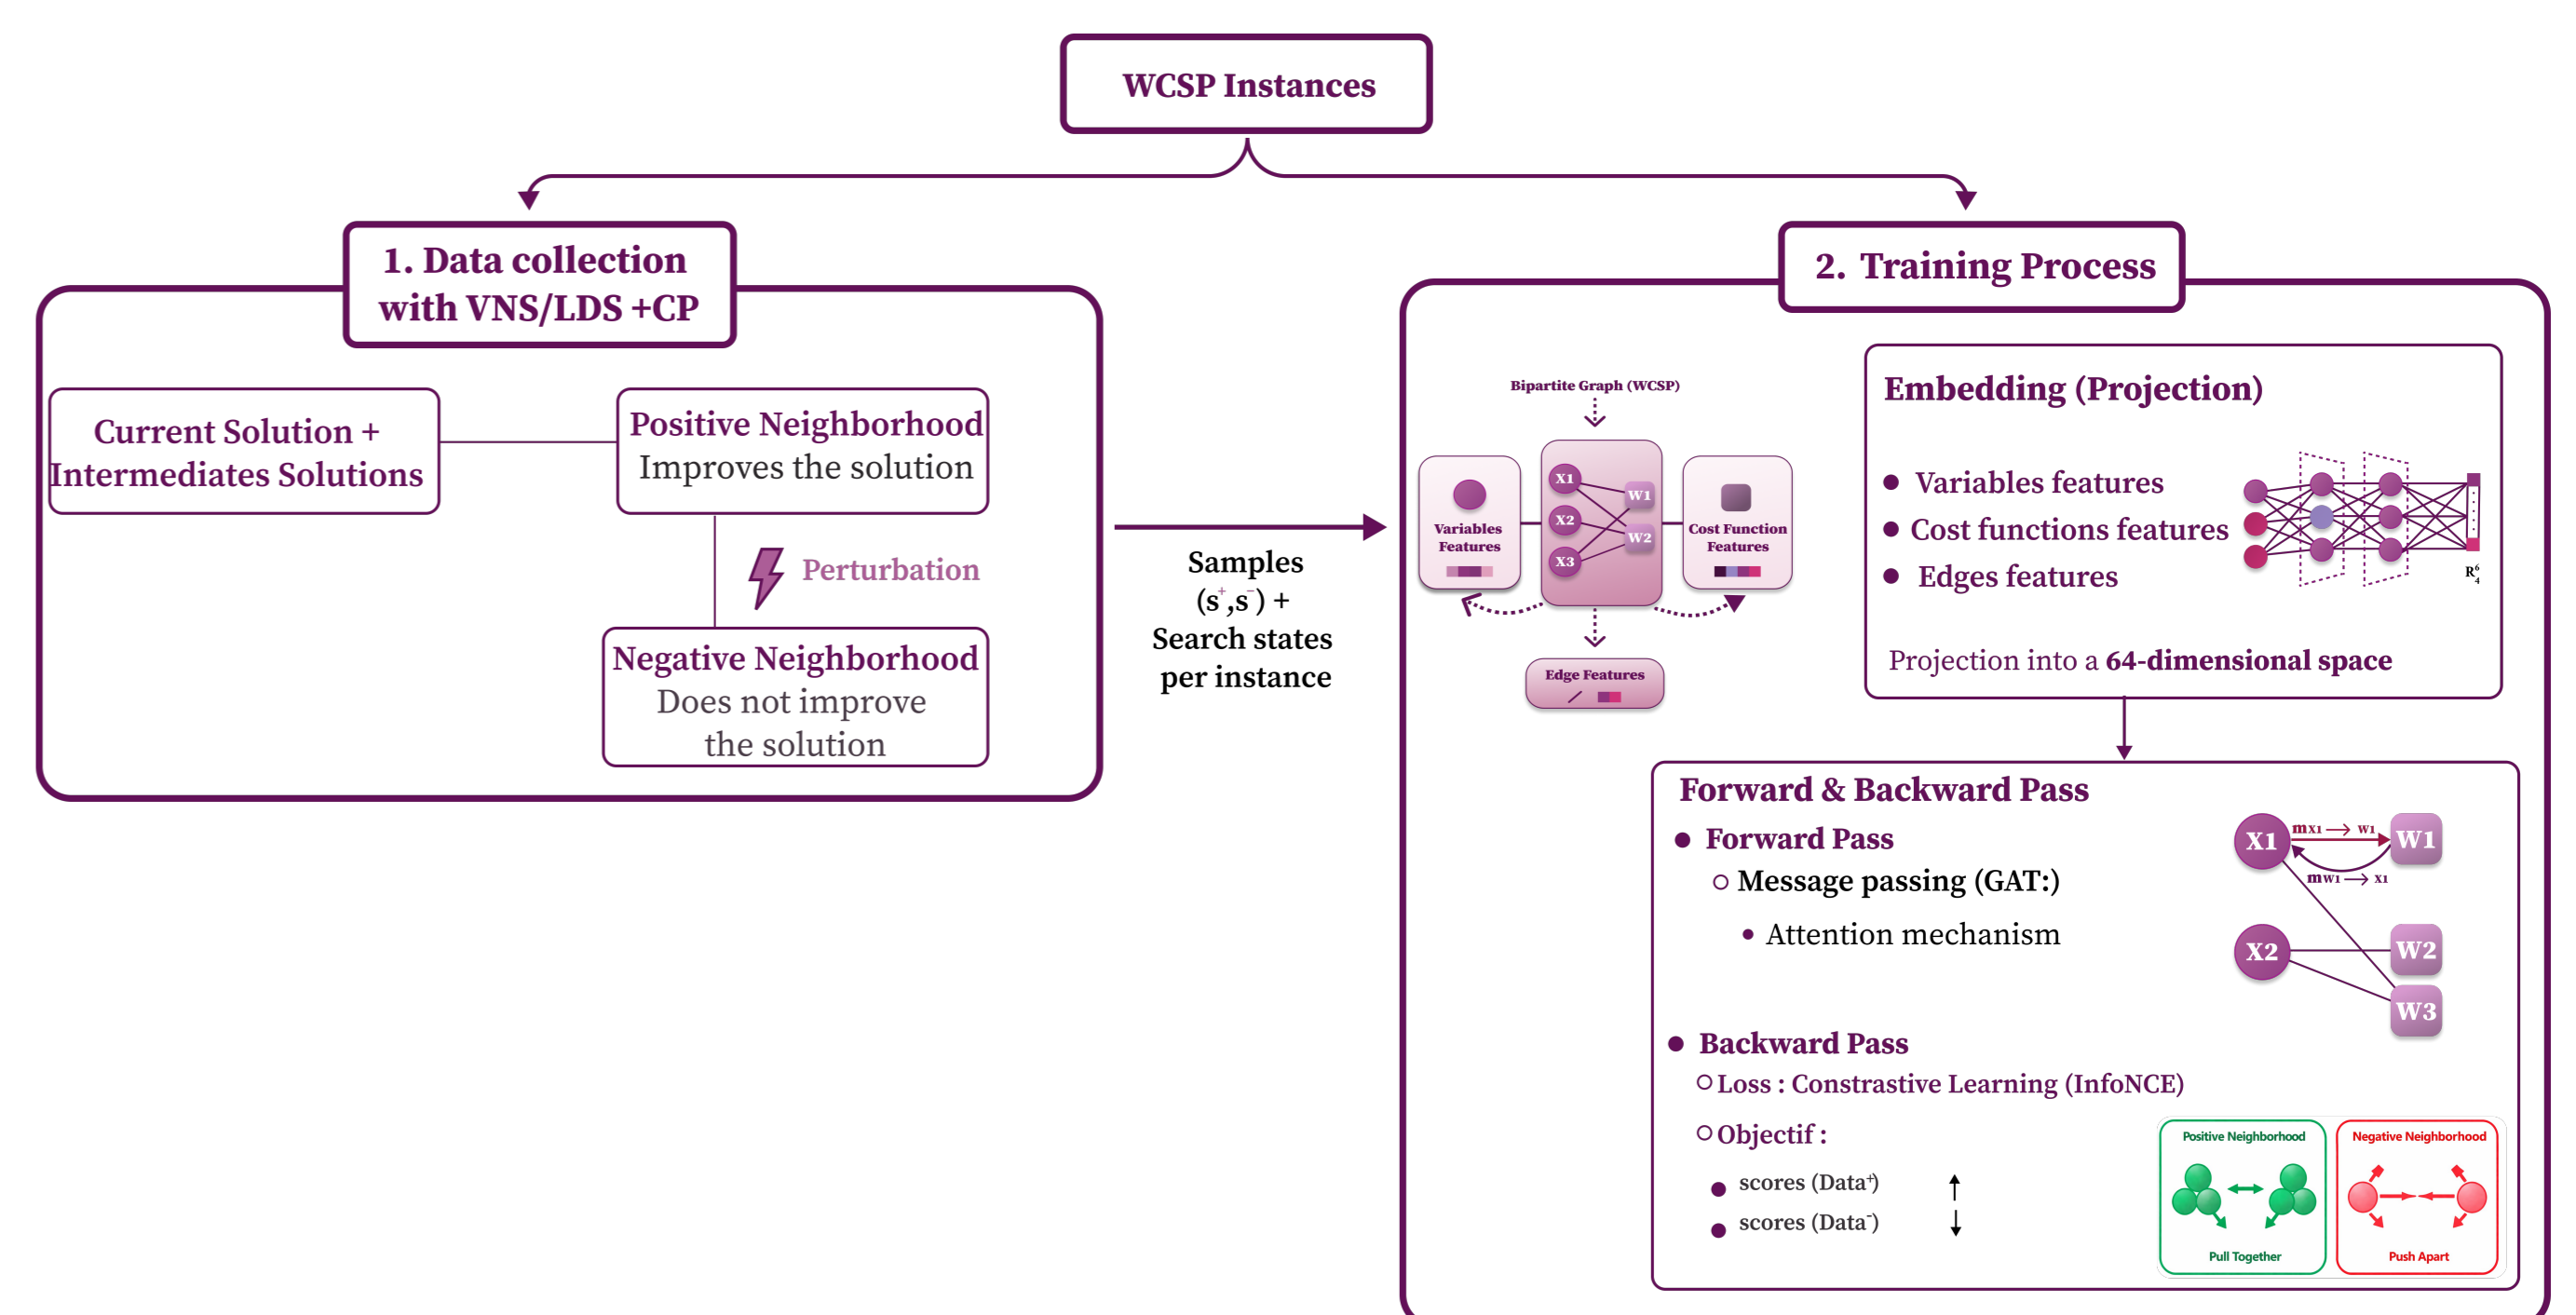 WCSP Instances
1. Data collection
with VNS/LDS +CP
Current Solution +
Intermediates Solutions
Positive Neighborhood
Improves the solution
Perturbation
Negative Neighborhood
Does not improve
the solution
Samples
(s⁺,s⁻) +
Search states
per instance
2. Training Process
Bipartite Graph (WCSP)
Variables
Features
X1
X2
X3
W1
W2
Cost Function
Features
Edge Features
Embedding (Projection)
● Variables features
● Cost functions features
● Edges features
R⁶₄
Projection into a 64-dimensional space
Forward & Backward Pass
● Forward Pass
○ Message passing (GAT:)
• Attention mechanism
X1
mx1 → w1
W1
mw1 → x1
X2
W2
W3
● Backward Pass
○ Loss : Constrastive Learning (InfoNCE)
○ Objectif :
● scores (Data⁺) ↑
● scores (Data⁻) ↓
Positive Neighborhood
Pull Together
Negative Neighborhood
Push Apart